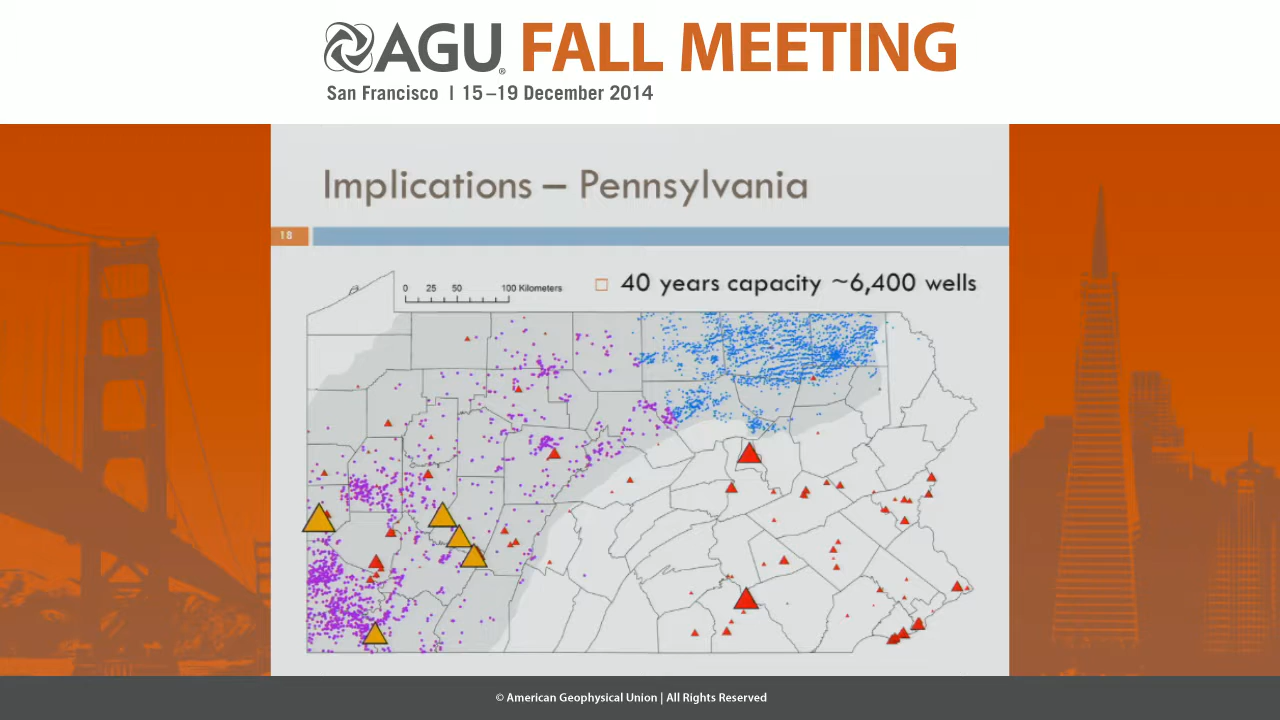 AGU® FALL MEETING
San Francisco | 15–19 December 2014
Implications – Pennsylvania
18
0 25 50 100 Kilometers
40 years capacity ~6,400 wells
© American Geophysical Union | All Rights Reserved